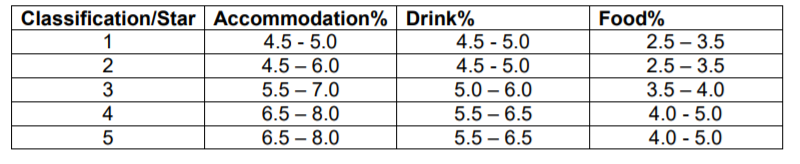 Classification/Star Accommodation% Drink% Food%
1 4.5 - 5.0 4.5 - 5.0 2.5 – 3.5
2 4.5 – 6.0 4.5 - 5.0 2.5 – 3.5
3 5.5 – 7.0 5.0 – 6.0 3.5 – 4.0
4 6.5 – 8.0 5.5 – 6.5 4.0 - 5.0
5 6.5 – 8.0 5.5 – 6.5 4.0 - 5.0